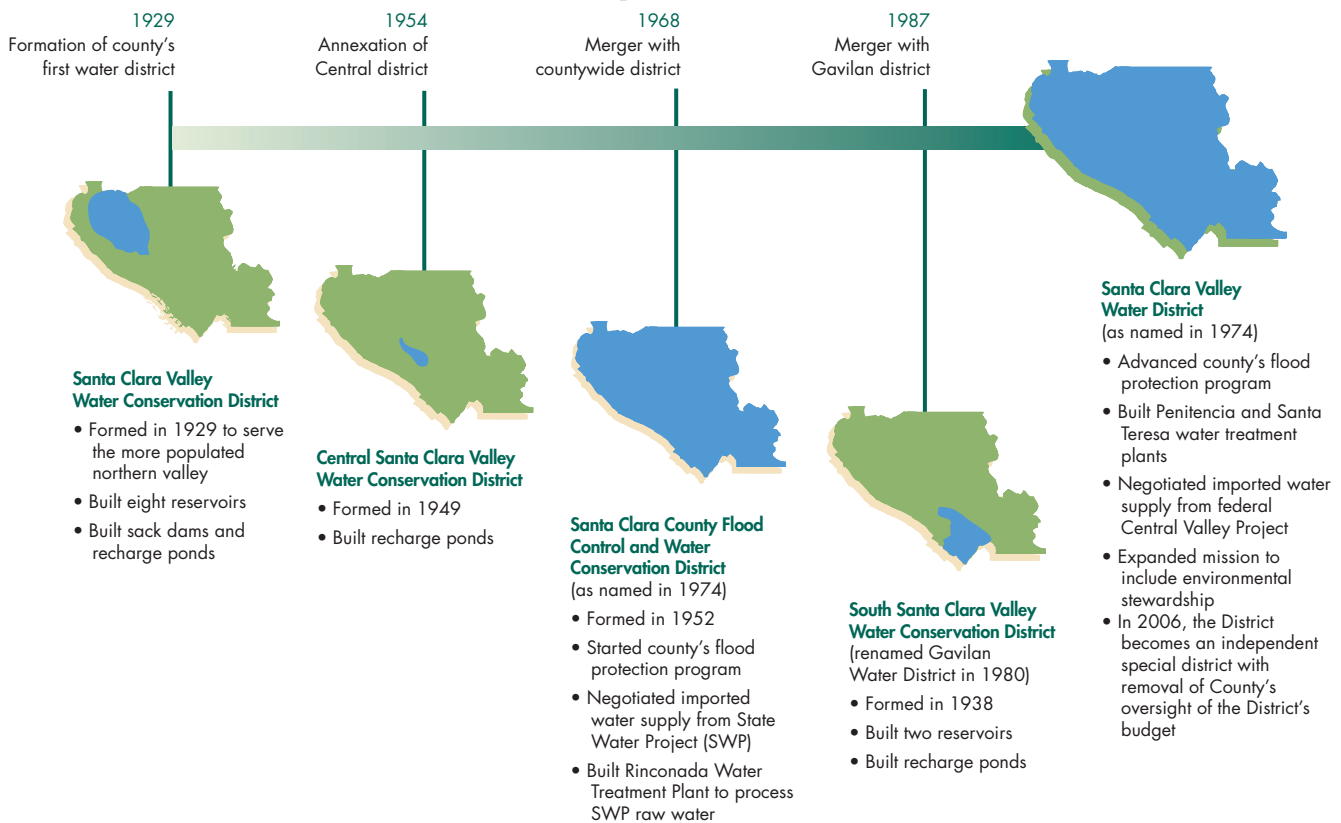 1929
Formation of county's
first water district
1954
Annexation of
Central district
1968
Merger with
countywide district
1987
Merger with
Gavilan district
Santa Clara Valley
Water Conservation District
• Formed in 1929 to serve
the more populated
northern valley
• Built eight reservoirs
• Built sack dams and
recharge ponds
Central Santa Clara Valley
Water Conservation District
• Formed in 1949
• Built recharge ponds
Santa Clara County Flood
Control and Water
Conservation District
(as named in 1974)
• Formed in 1952
• Started county's flood
protection program
• Negotiated imported
water supply from State
Water Project (SWP)
• Built Rinconada Water
Treatment Plant to process
SWP raw water
South Santa Clara Valley
Water Conservation District
(renamed Gavilan
Water District in 1980)
• Formed in 1938
• Built two reservoirs
• Built recharge ponds
Santa Clara Valley
Water District
(as named in 1974)
• Advanced county's flood
protection program
• Built Penitencia and Santa
Teresa water treatment
plants
• Negotiated imported water
supply from federal
Central Valley Project
• Expanded mission to
include environmental
stewardship
• In 2006, the District
becomes an independent
special district with
removal of County's
oversight of the District's
budget